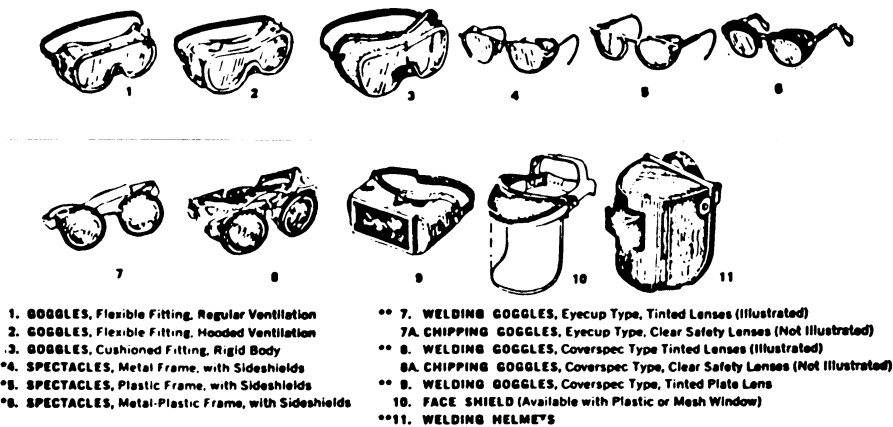 1 2 3 4 5 6
7 8 9 10 11
1. GOGGLES, Flexible Fitting, Regular Ventilation
2. GOGGLES, Flexible Fitting, Hooded Ventilation
3. GOGGLES, Cushioned Fitting, Rigid Body
*4. SPECTACLES, Metal Frame, with Sideshields
*5. SPECTACLES, Plastic Frame, with Sideshields
*6. SPECTACLES, Metal-Plastic Frame, with Sideshields
** 7. WELDING GOGGLES, Eyecup Type, Tinted Lenses (Illustrated)
7A. CHIPPING GOGGLES, Eyecup Type, Clear Safety Lenses (Not Illustrated)
** 8. WELDING GOGGLES, Coverspec Type Tinted Lenses (Illustrated)
8A. CHIPPING GOGGLES, Coverspec Type, Clear Safety Lenses (Not Illustrated)
** 9. WELDING GOGGLES, Coverspec Type, Tinted Plate Lens
10. FACE SHIELD (Available with Plastic or Mesh Window)
**11. WELDING HELMETS